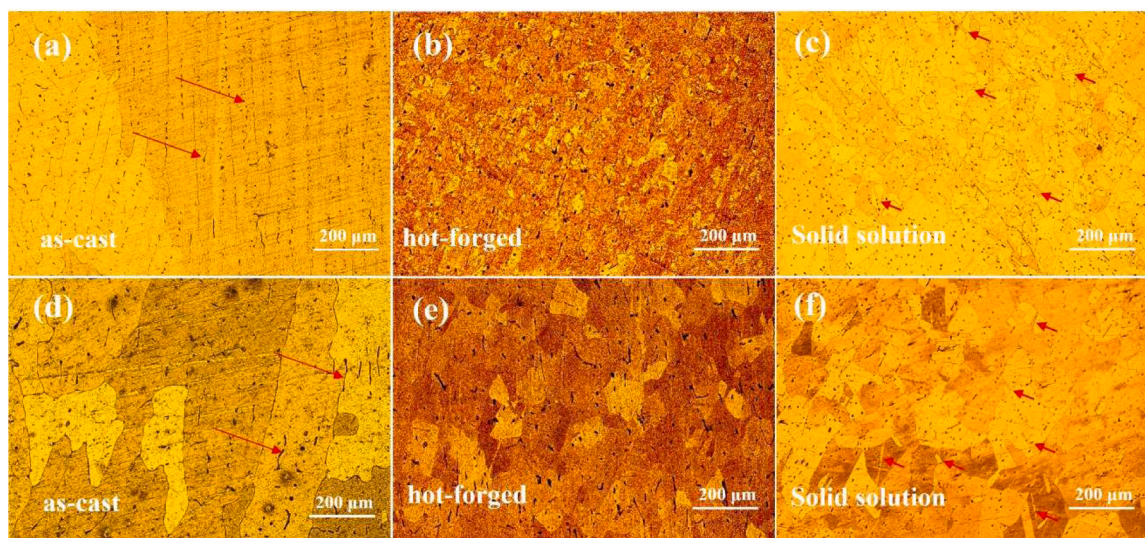 (a)
as-cast
200 μm
(b)
hot-forged
200 μm
(c)
Solid solution
200 μm
(d)
as-cast
200 μm
(e)
hot-forged
200 μm
(f)
Solid solution
200 μm